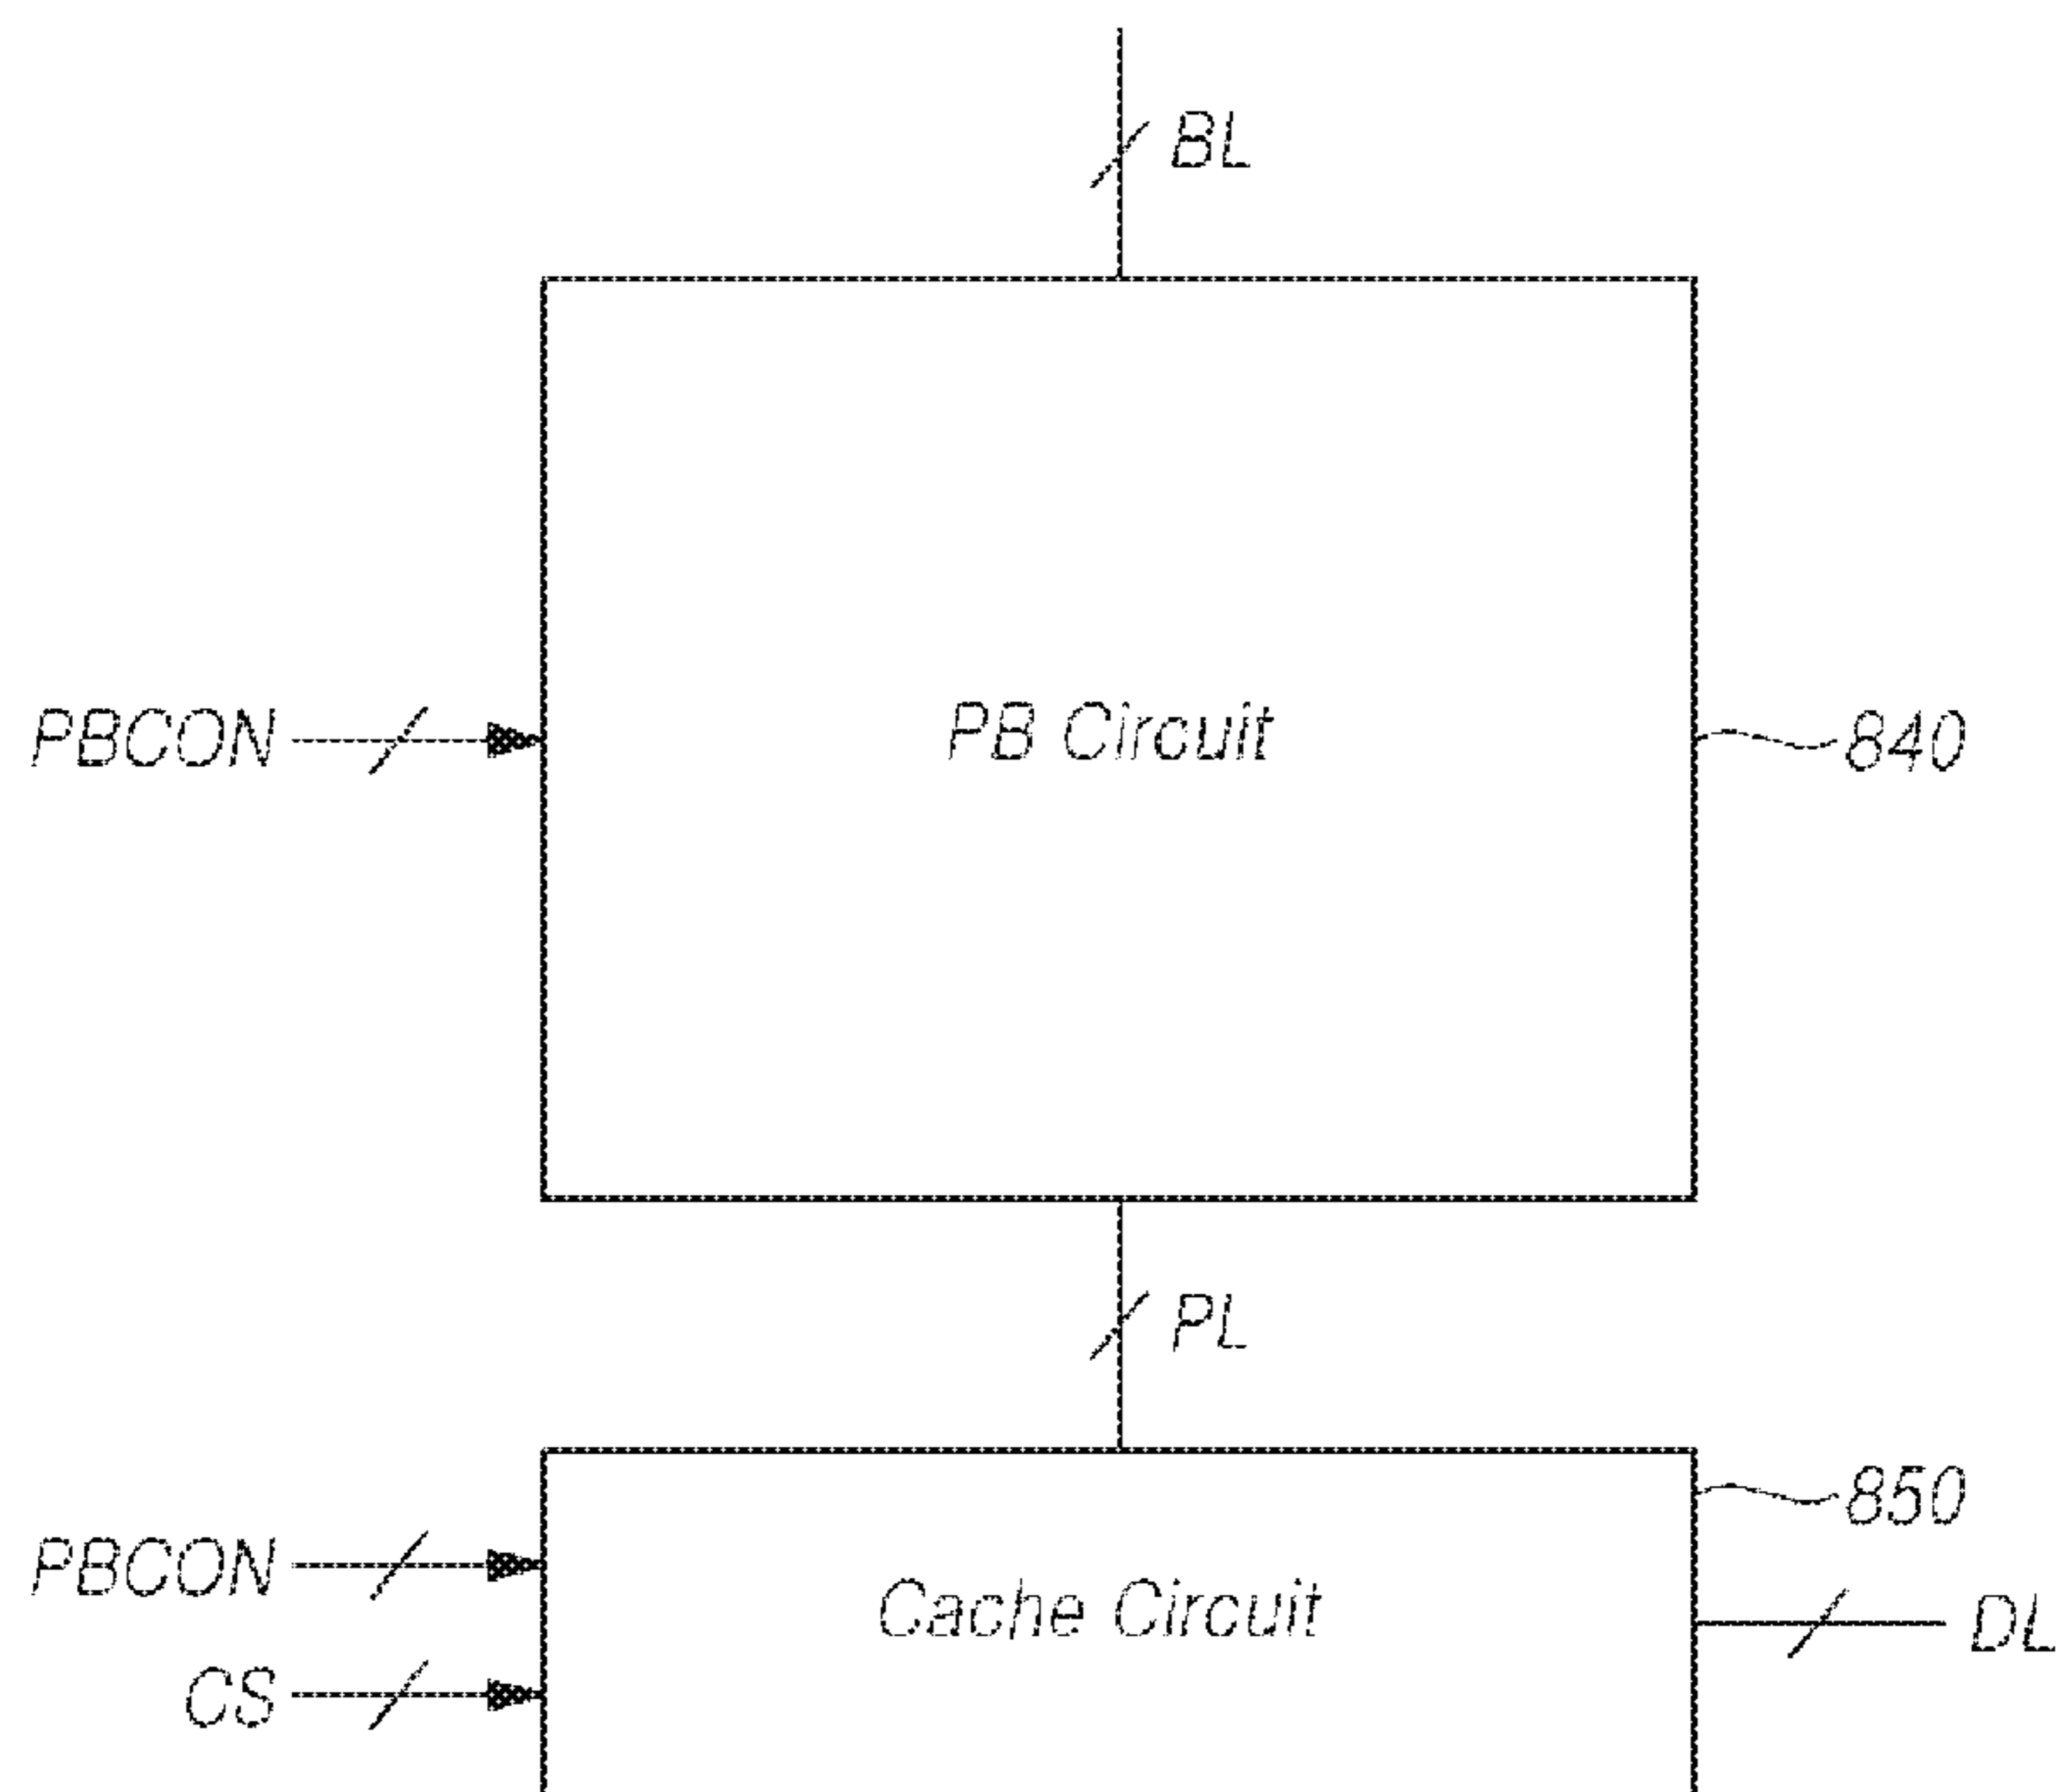 BL
PBCON
PB Circuit
840
PL
850
PBCON
Cache Circuit
DL
CS